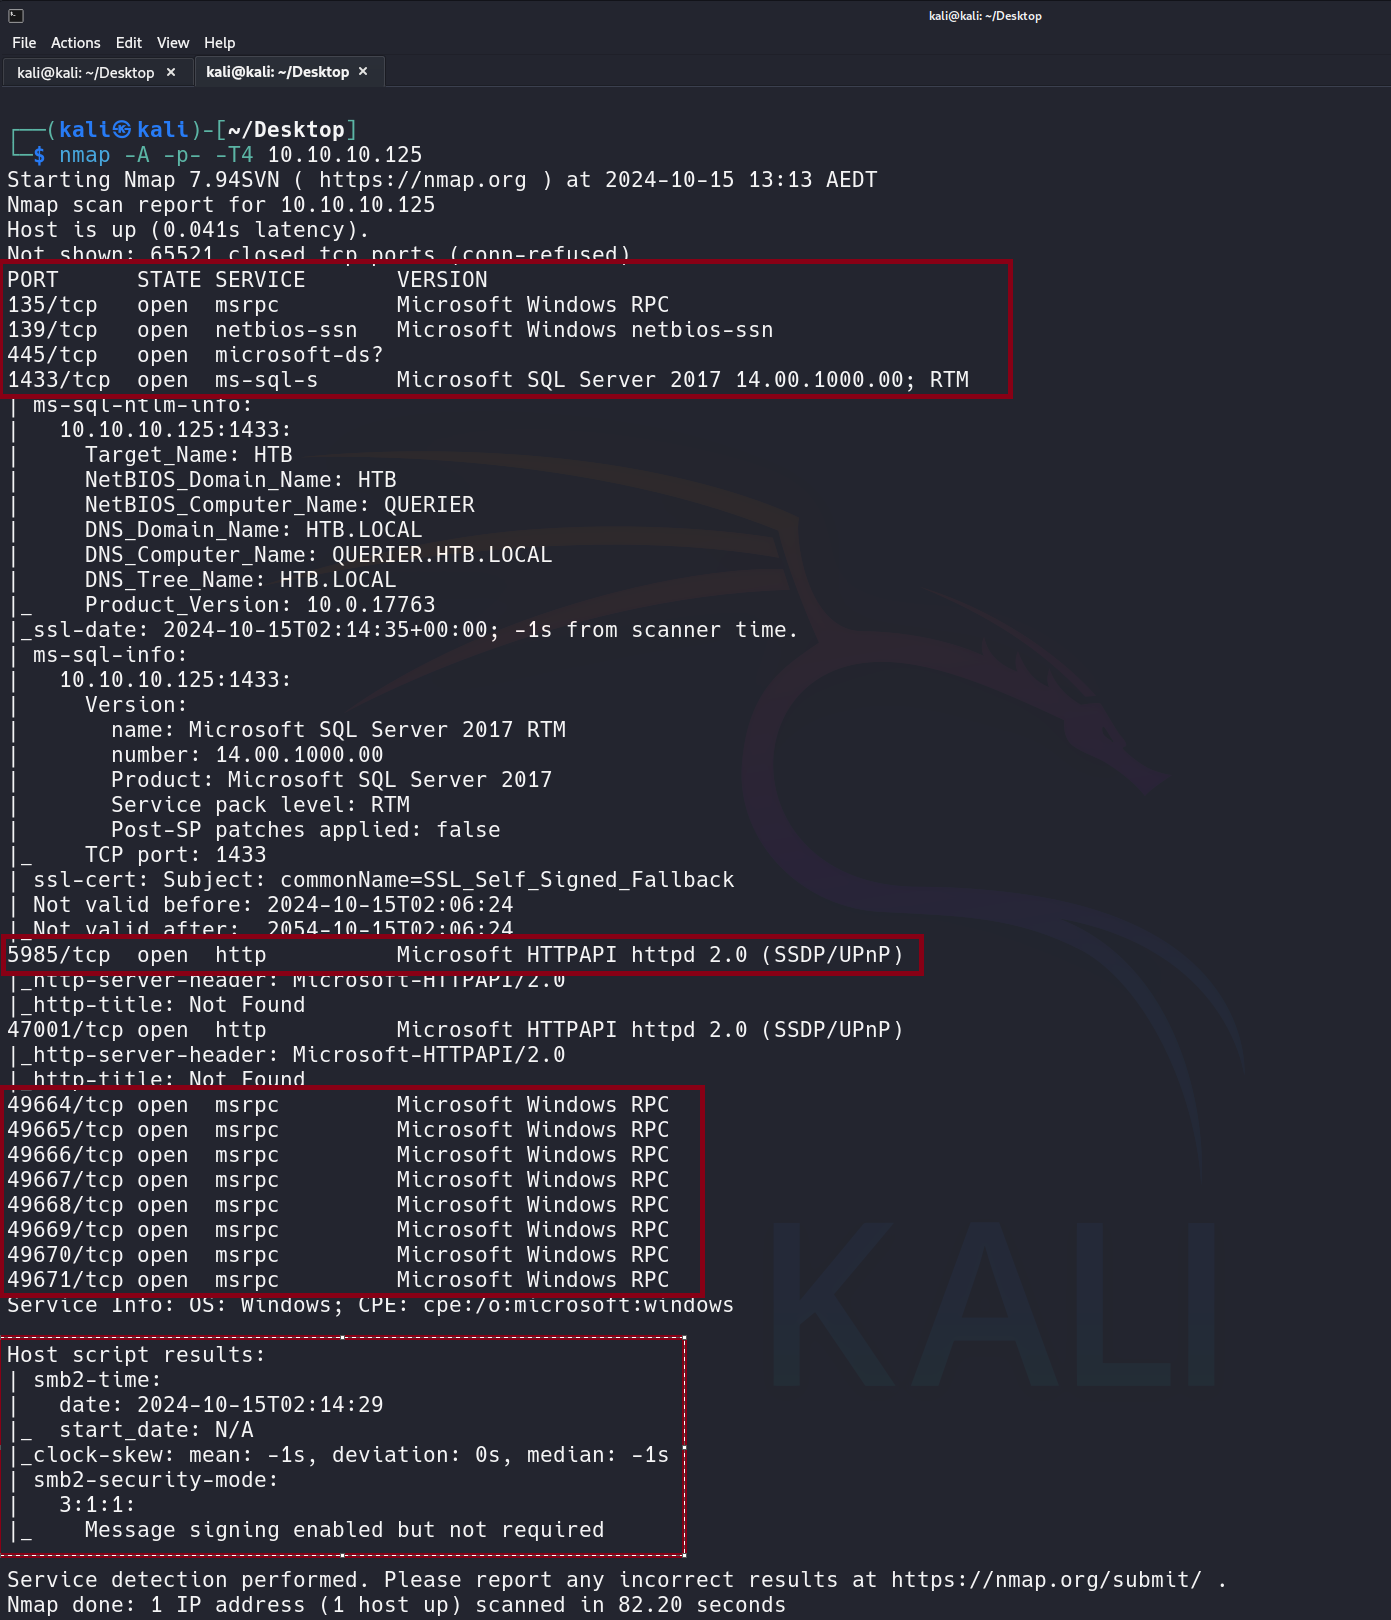 kali@kali: ~/Desktop
File Actions Edit View Help
kali@kali: ~/Desktop × kali@kali: ~/Desktop ×
┌──(kali㉿kali)-[~/Desktop]
└─$ nmap -A -p- -T4 10.10.10.125
Starting Nmap 7.94SVN ( https://nmap.org ) at 2024-10-15 13:13 AEDT
Nmap scan report for 10.10.10.125
Host is up (0.041s latency).
Not shown: 65521 closed tcp ports (conn-refused)
PORT      STATE SERVICE       VERSION
135/tcp   open  msrpc         Microsoft Windows RPC
139/tcp   open  netbios-ssn   Microsoft Windows netbios-ssn
445/tcp   open  microsoft-ds?
1433/tcp  open  ms-sql-s      Microsoft SQL Server 2017 14.00.1000.00; RTM
| ms-sql-ntlm-info:
|   10.10.10.125:1433:
|     Target_Name: HTB
|     NetBIOS_Domain_Name: HTB
|     NetBIOS_Computer_Name: QUERIER
|     DNS_Domain_Name: HTB.LOCAL
|     DNS_Computer_Name: QUERIER.HTB.LOCAL
|     DNS_Tree_Name: HTB.LOCAL
|_    Product_Version: 10.0.17763
|_ssl-date: 2024-10-15T02:14:35+00:00; -1s from scanner time.
| ms-sql-info:
|   10.10.10.125:1433:
|     Version:
|       name: Microsoft SQL Server 2017 RTM
|       number: 14.00.1000.00
|       Product: Microsoft SQL Server 2017
|       Service pack level: RTM
|       Post-SP patches applied: false
|_    TCP port: 1433
| ssl-cert: Subject: commonName=SSL_Self_Signed_Fallback
| Not valid before: 2024-10-15T02:06:24
|_Not valid after:  2054-10-15T02:06:24
5985/tcp  open  http          Microsoft HTTPAPI httpd 2.0 (SSDP/UPnP)
|_http-server-header: Microsoft-HTTPAPI/2.0
|_http-title: Not Found
47001/tcp open  http          Microsoft HTTPAPI httpd 2.0 (SSDP/UPnP)
|_http-server-header: Microsoft-HTTPAPI/2.0
|_http-title: Not Found
49664/tcp open  msrpc         Microsoft Windows RPC
49665/tcp open  msrpc         Microsoft Windows RPC
49666/tcp open  msrpc         Microsoft Windows RPC
49667/tcp open  msrpc         Microsoft Windows RPC
49668/tcp open  msrpc         Microsoft Windows RPC
49669/tcp open  msrpc         Microsoft Windows RPC
49670/tcp open  msrpc         Microsoft Windows RPC
49671/tcp open  msrpc         Microsoft Windows RPC
Service Info: OS: Windows; CPE: cpe:/o:microsoft:windows
KALI
Host script results:
| smb2-time:
|   date: 2024-10-15T02:14:29
|_  start_date: N/A
|_clock-skew: mean: -1s, deviation: 0s, median: -1s
| smb2-security-mode:
|   3:1:1:
|_    Message signing enabled but not required
Service detection performed. Please report any incorrect results at https://nmap.org/submit/ .
Nmap done: 1 IP address (1 host up) scanned in 82.20 seconds